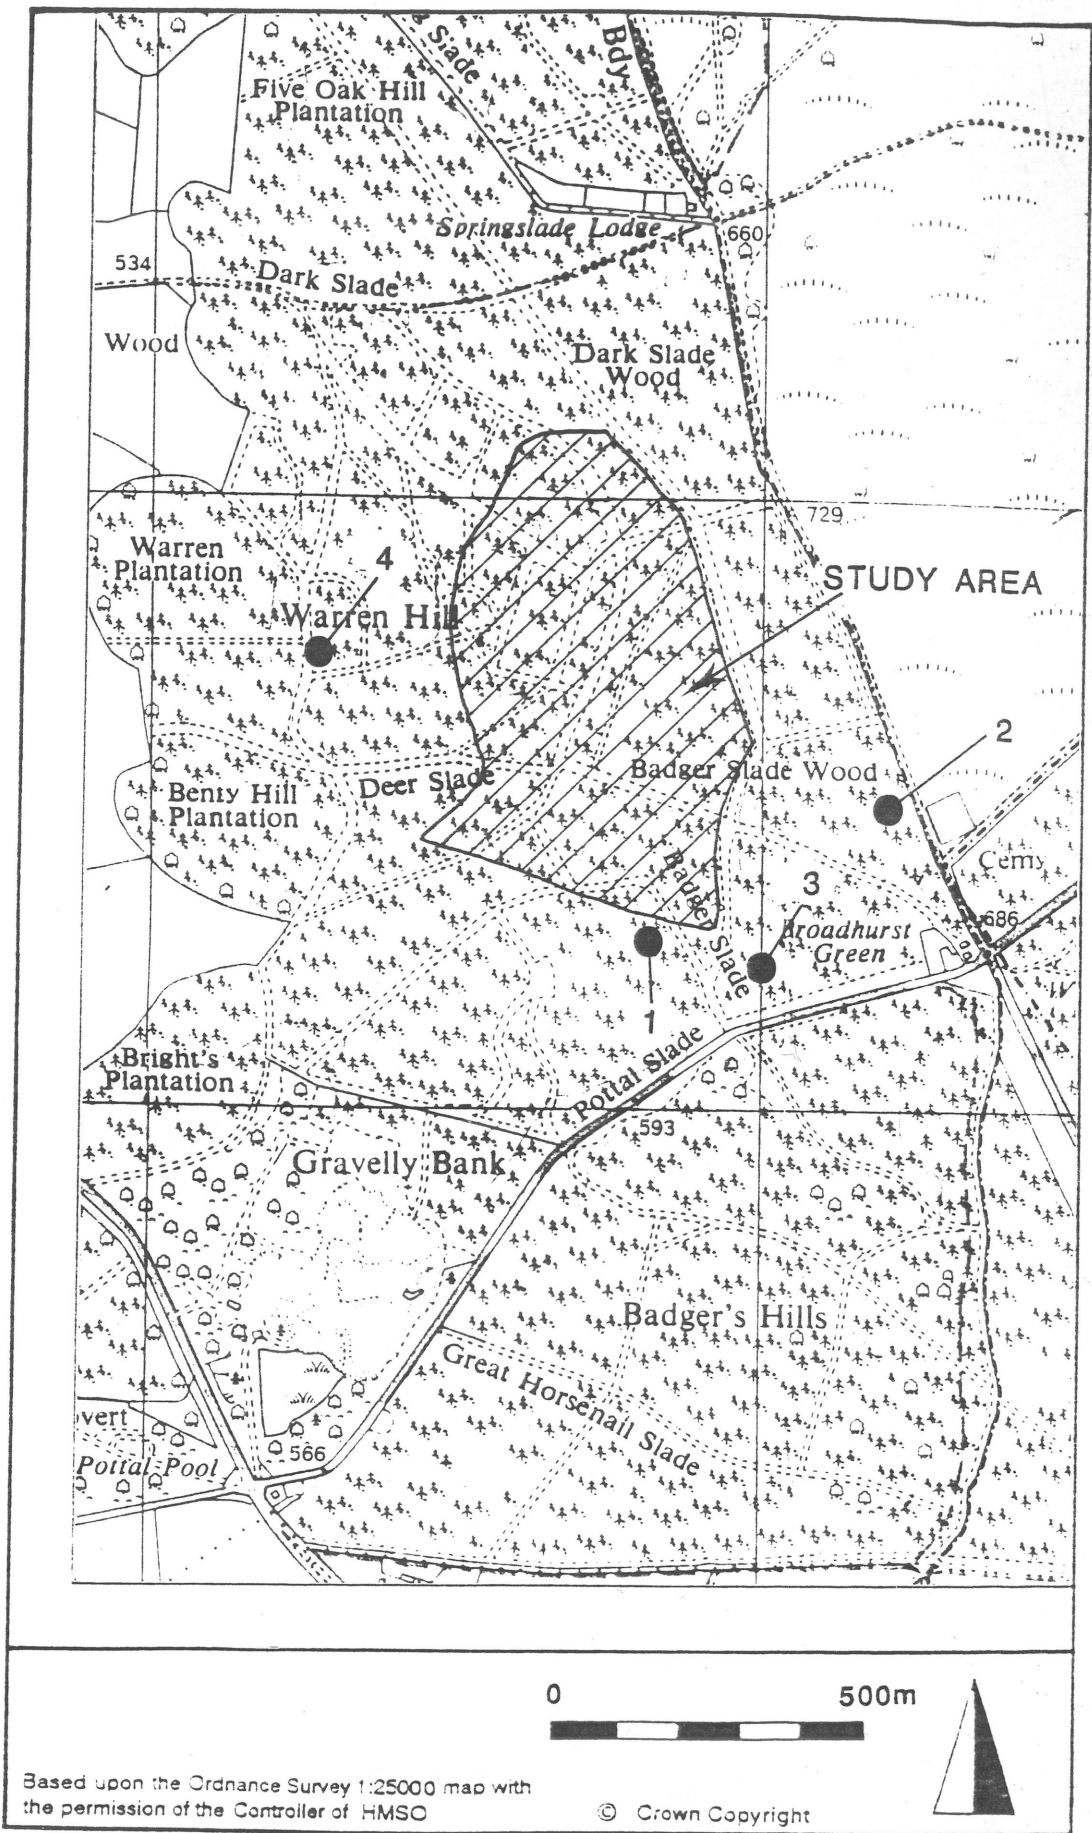 Slade
Bdy
Five Oak Hill
Plantation
Springslade Lodge
660
534
Dark Slade
Wood
Dark Slade
Wood
729
Warren
Plantation
4
STUDY AREA
Warren Hill
2
Deer Slade
Badger Slade Wood
Benty Hill
Plantation
Cemy
3
686
Badger Slade
Broadhurst
Green
1
Bright's
Plantation
Pottal Slade
593
Gravelly Bank
Badger's Hills
Great Horsenail Slade
vert
566
Pottal Pool
0 500m
Based upon the Ordnance Survey 1:25000 map with
the permission of the Controller of HMSO
© Crown Copyright